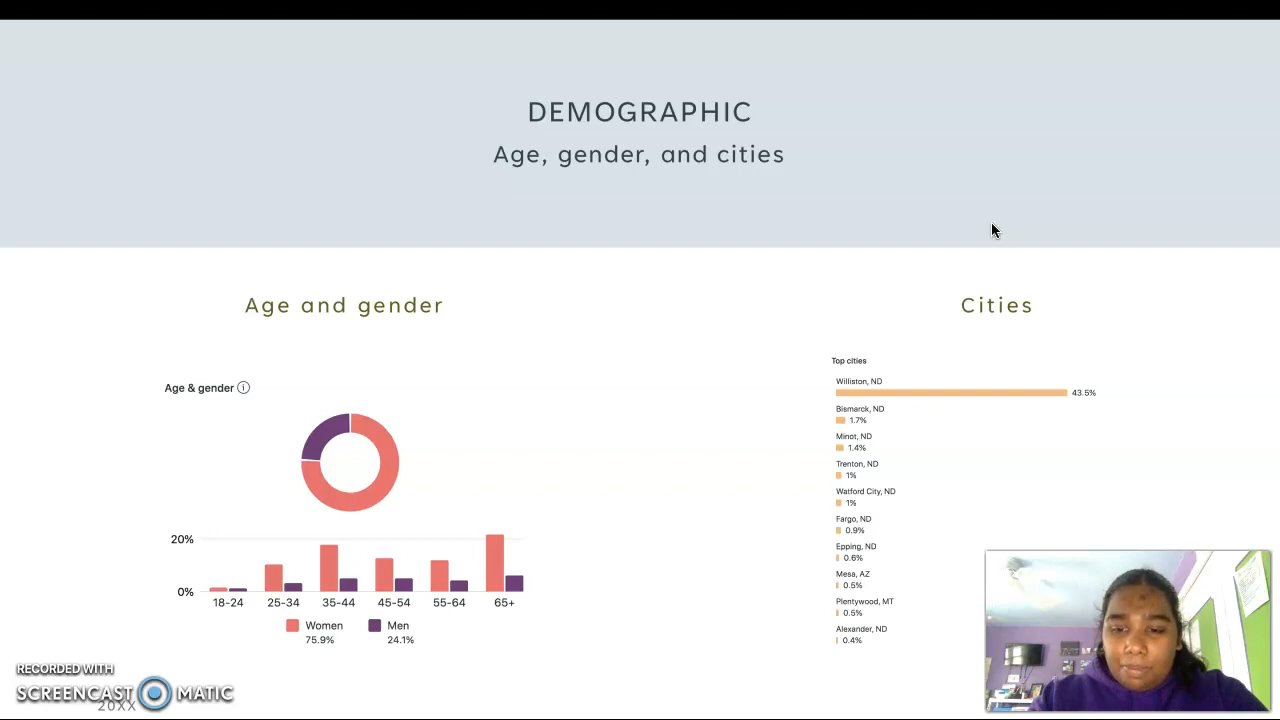 DEMOGRAPHIC
Age, gender, and cities
Age and gender
Age & gender
20%
0%
18-24 25-34 35-44 45-54 55-64 65+
Women Men
75.9% 24.1%
Cities
Top cities
Williston, ND
43.5%
Bismarck, ND
1.7%
Minot, ND
1.4%
Trenton, ND
1%
Watford City, ND
1%
Fargo, ND
0.9%
Epping, ND
0.6%
Mesa, AZ
0.5%
Plentywood, MT
0.5%
Alexander, ND
0.4%
RECORDED WITH
SCREENCAST MATIC
20XX